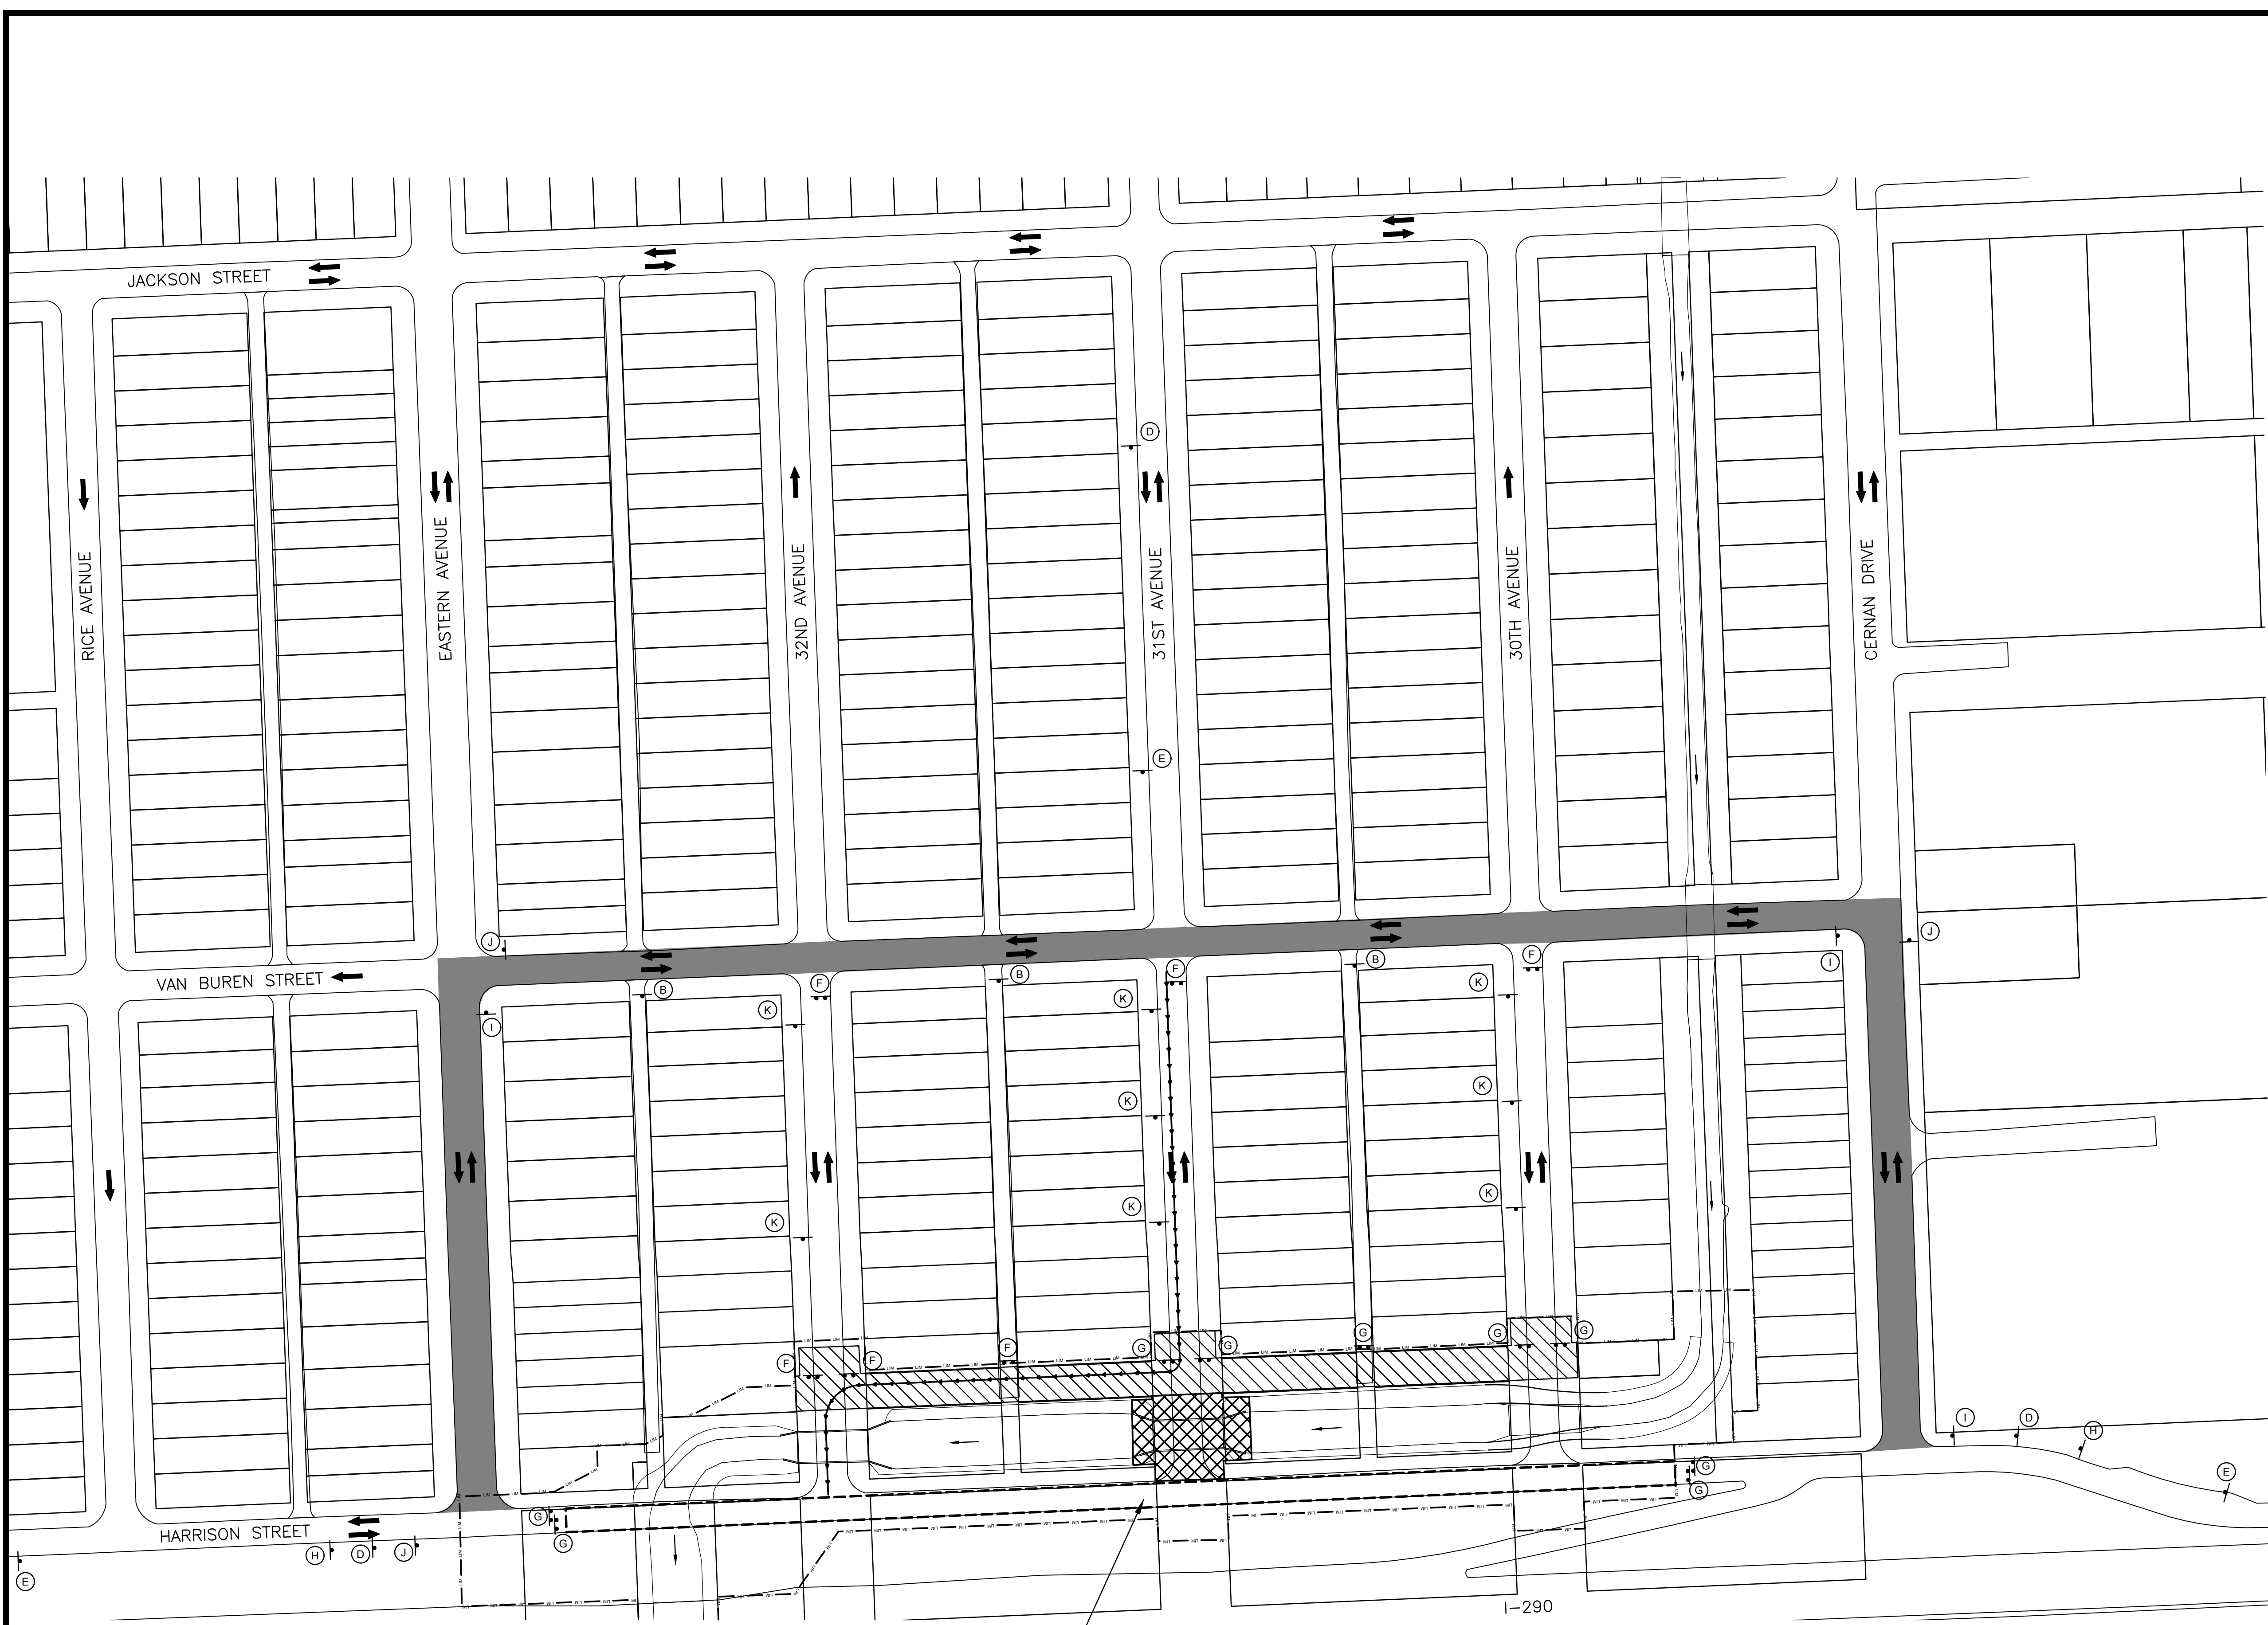 JACKSON STREET
D
RICE AVENUE
EASTERN AVENUE
32ND AVENUE
31ST AVENUE
30TH AVENUE
CERNAN DRIVE
E
J
J
VAN BUREN STREET
B
F
B
F
B
F
I
I
K
K
K
K
K
K
K
K
F
F
F
G
G
G
G
G
I
D
H
G
G
E
HARRISON STREET
G
G
H
D
J
E
I-290
LIM